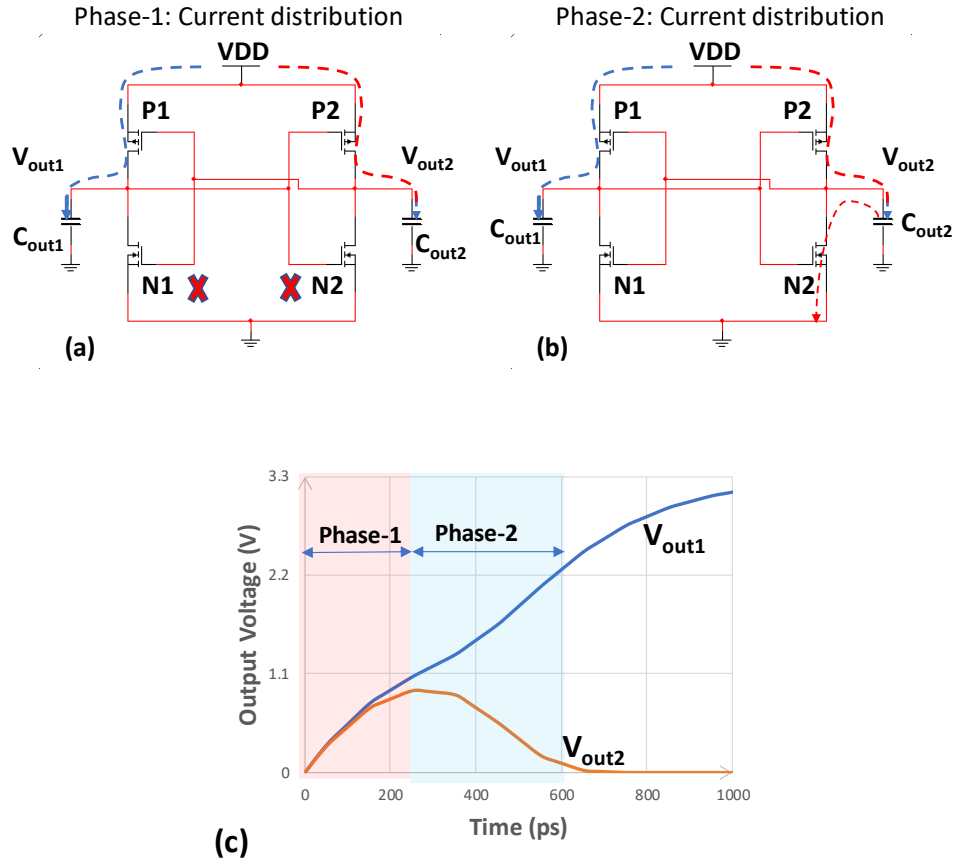 Phase-1: Current distribution
Phase-2: Current distribution
VDD
P1
P2
Vout1
Vout2
Cout1
Cout2
N1
N2
(a)
VDD
P1
P2
Vout1
Vout2
Cout1
Cout2
N1
N2
(b)
Output Voltage (V)
3.3
2.2
1.1
0
Phase-1
Phase-2
Vout1
Vout2
0
200
400
600
800
1000
Time (ps)
(c)